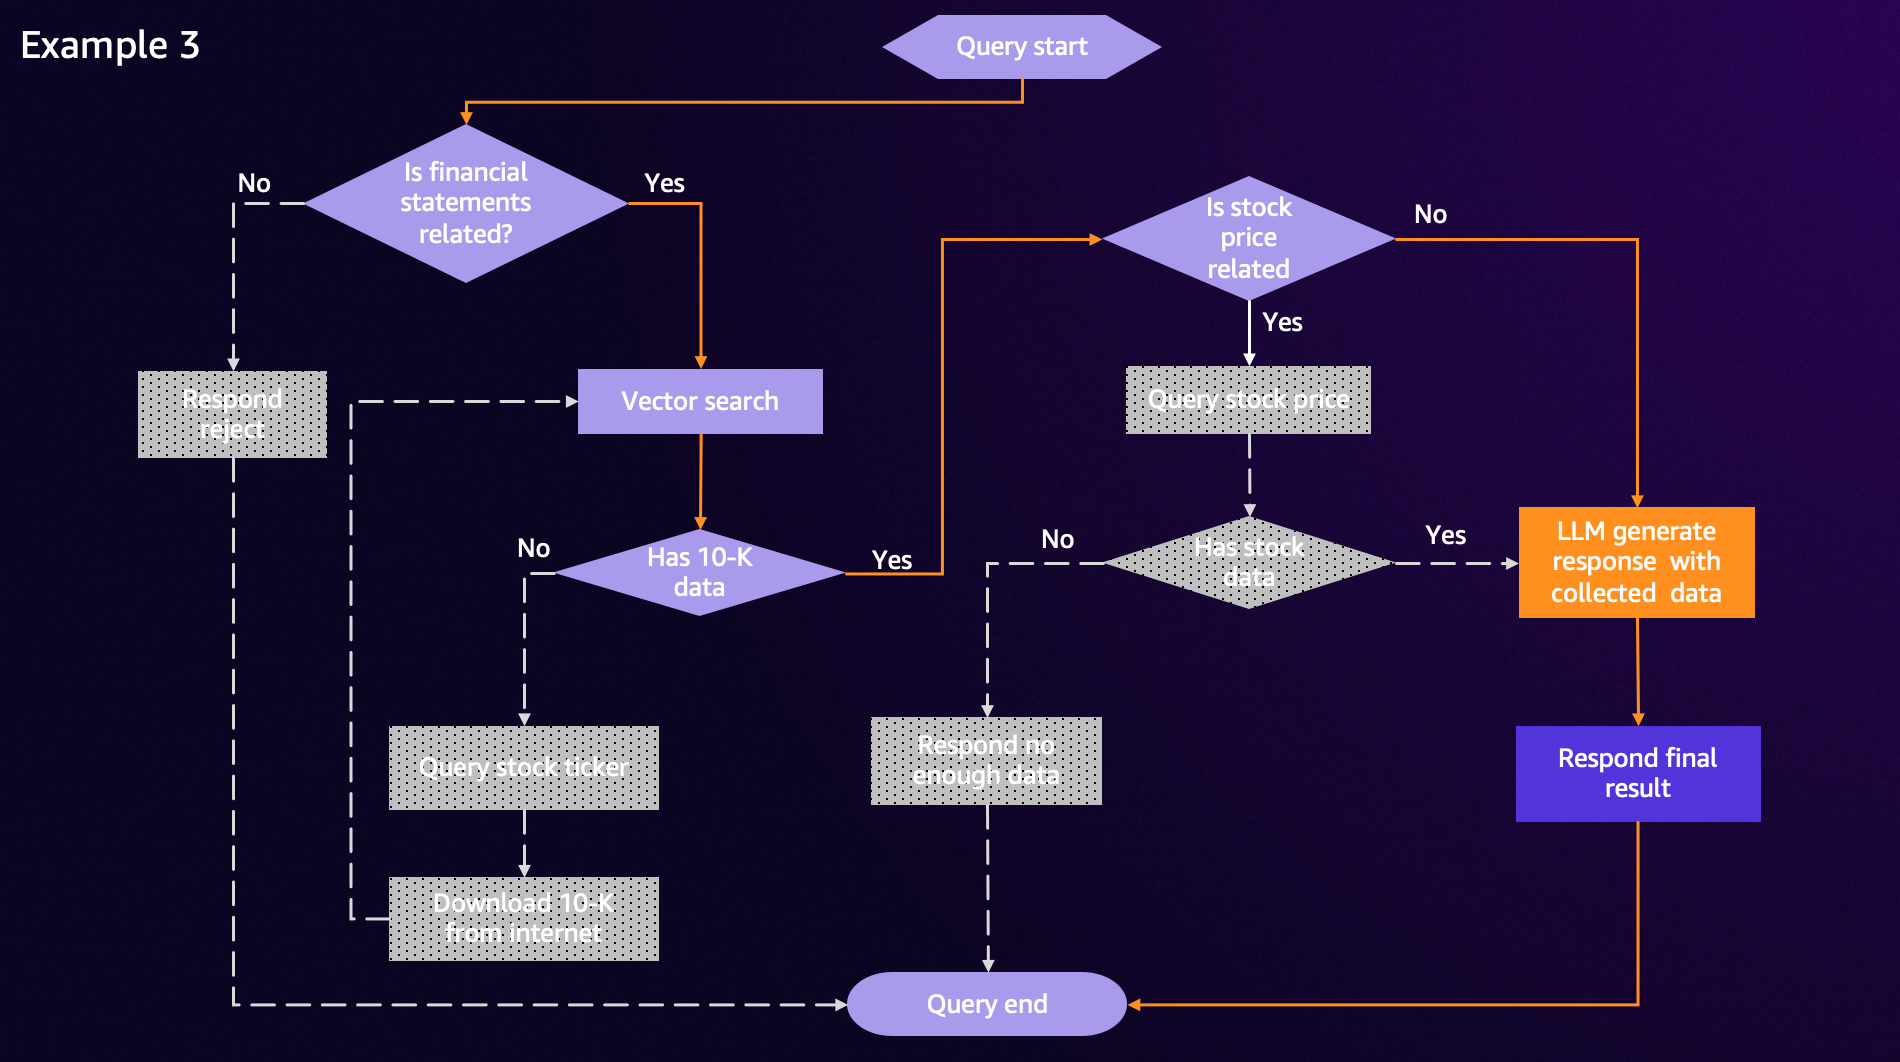 Example 3
Query start
Is financial
statements
related?
No
Yes
Is stock
price
related
No
Yes
Respond
reject
Vector search
Query stock price
Has 10-K
data
No
Yes
Has stock
data
No
Yes
LLM generate
response with
collected data
Query stock ticker
Respond no
enough data
Respond final
result
Download 10-K
from internet
Query end